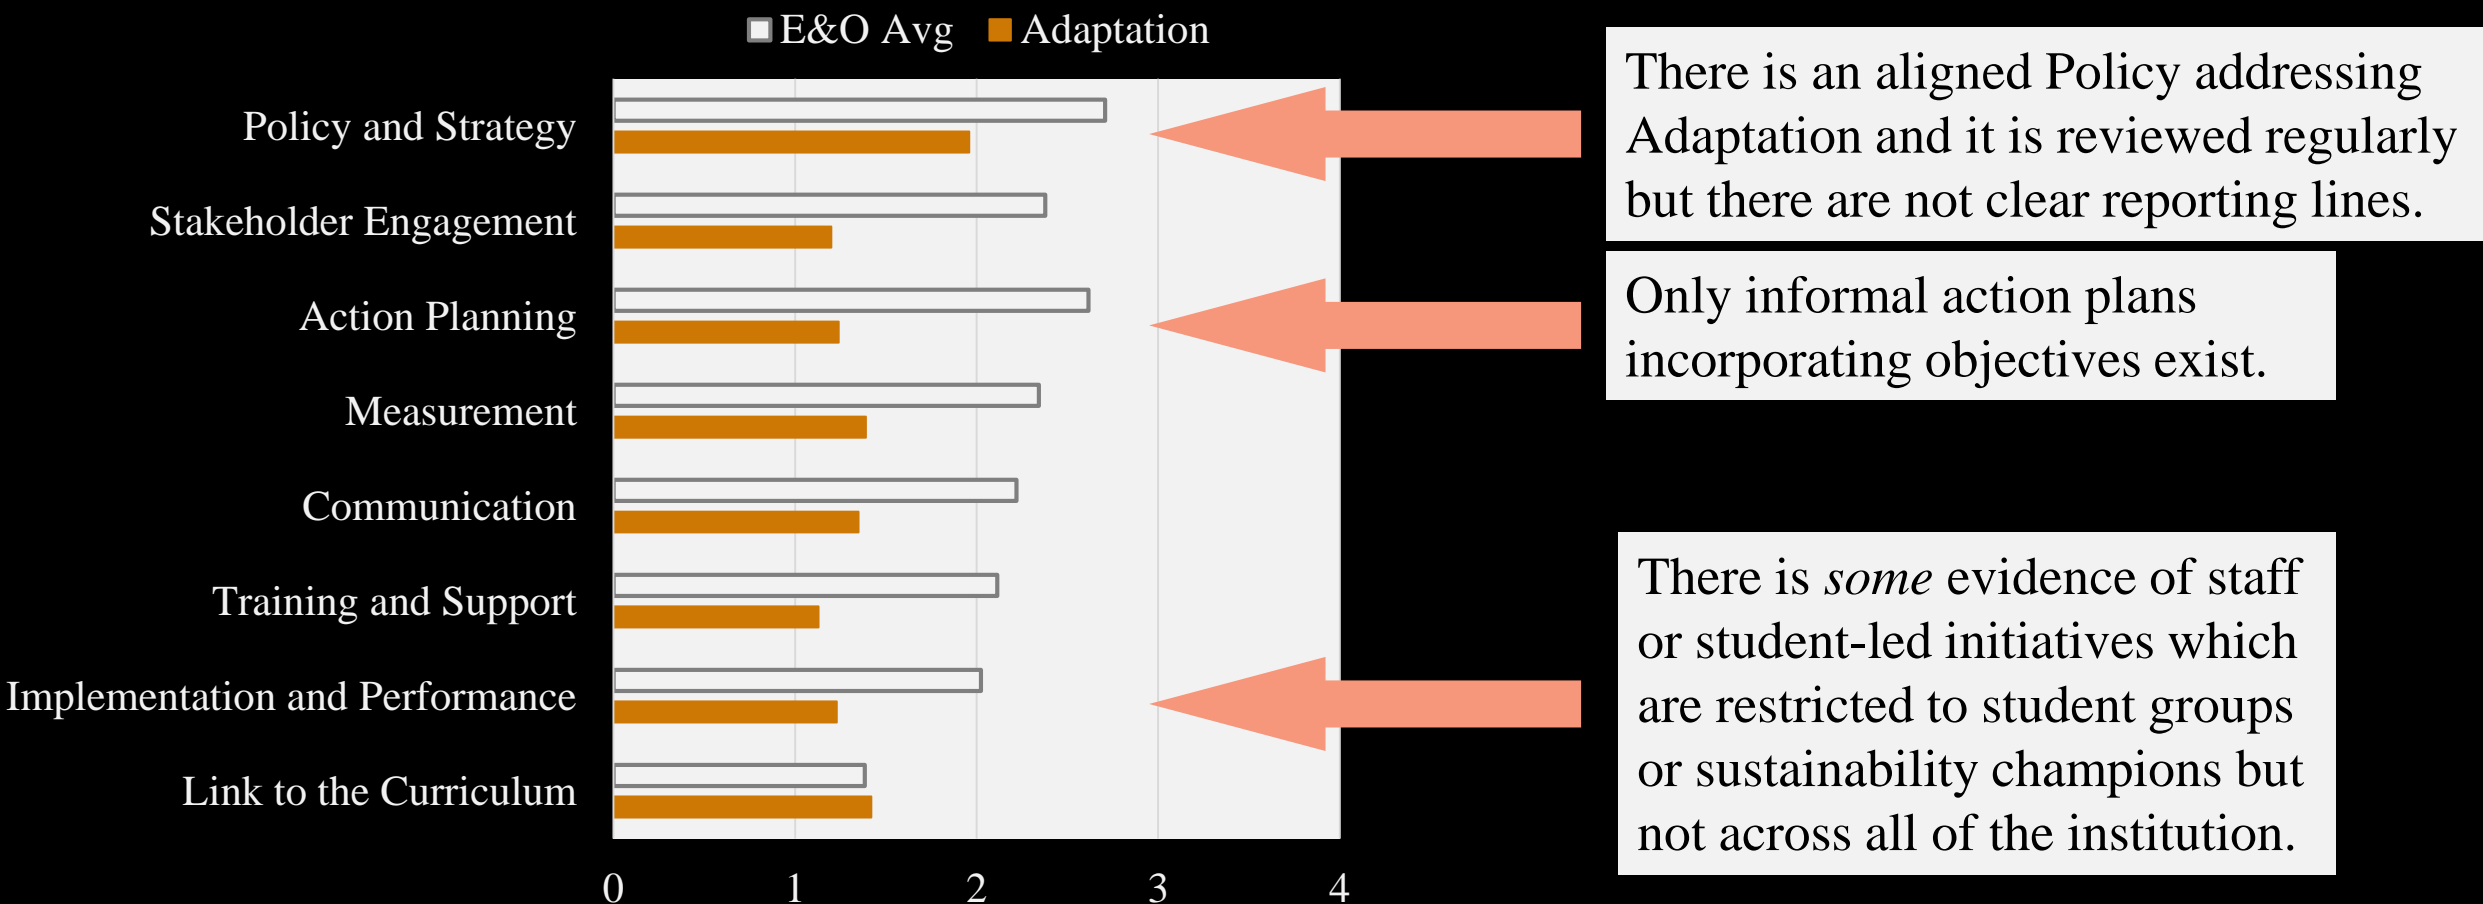 E&O Avg Adaptation
Policy and Strategy
Stakeholder Engagement
Action Planning
Measurement
Communication
Training and Support
Implementation and Performance
Link to the Curriculum
0 1 2 3 4
There is an aligned Policy addressing
Adaptation and it is reviewed regularly
but there are not clear reporting lines.
Only informal action plans
incorporating objectives exist.
There is some evidence of staff
or student-led initiatives which
are restricted to student groups
or sustainability champions but
not across all of the institution.